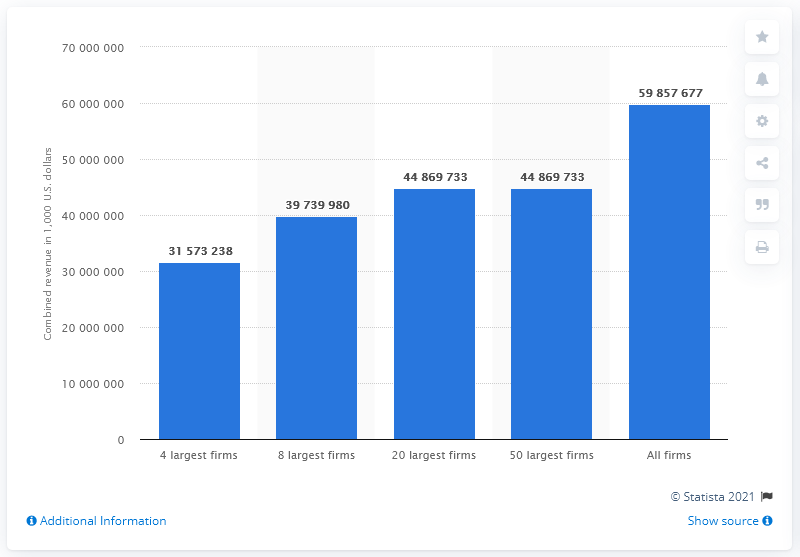 Combined revenue in 1,000 U.S. dollars
70 000 000
60 000 000
50 000 000
40 000 000
30 000 000
20 000 000
10 000 000
0
31 573 238
39 739 980
44 869 733
44 869 733
59 857 677
4 largest firms
8 largest firms
20 largest firms
50 largest firms
All firms
© Statista 2021
Additional Information
Show source